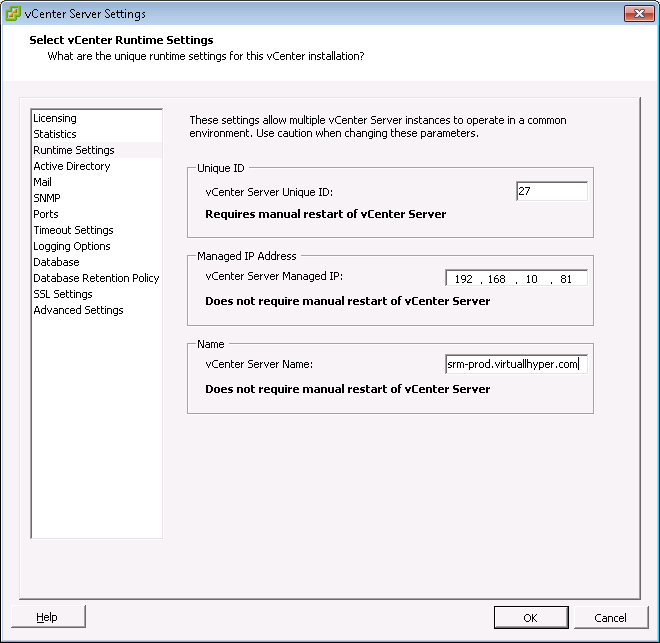 vCenter Server Settings
Select vCenter Runtime Settings
What are the unique runtime settings for this vCenter installation?
Licensing
Statistics
Runtime Settings
Active Directory
Mail
SNMP
Ports
Timeout Settings
Logging Options
Database
Database Retention Policy
SSL Settings
Advanced Settings
These settings allow multiple vCenter Server instances to operate in a common
environment. Use caution when changing these parameters.
Unique ID
vCenter Server Unique ID: 27
Requires manual restart of vCenter Server
Managed IP Address
vCenter Server Managed IP: 192 . 168 . 10 . 81
Does not require manual restart of vCenter Server
Name
vCenter Server Name: srm-prod.virtuallhyper.com
Does not require manual restart of vCenter Server
Help OK Cancel